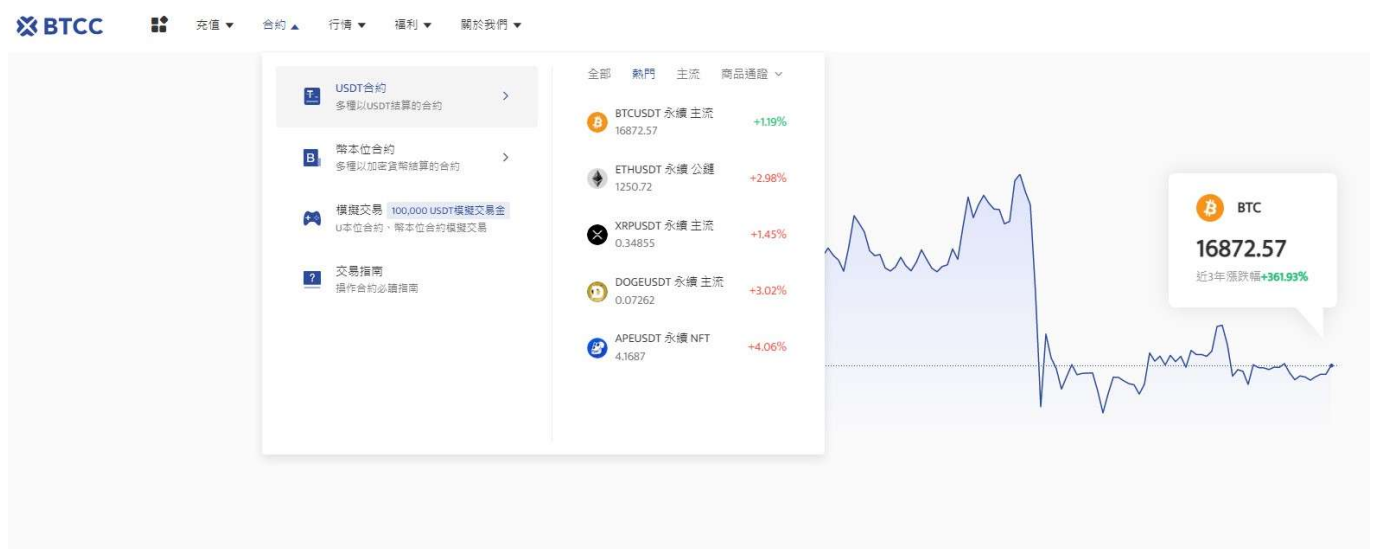 BTCC
充值 ▼ 合約 ▲ 行情 ▼ 福利 ▼ 關於我們 ▼
USDT合約
多種以USDT結算的合約
幣本位合約
多種以加密貨幣結算的合約
模擬交易 100,000 USDT模擬交易金
U本位合約、幣本位合約模擬交易
交易指南
操作合約必讀指南
全部 熱門 主流 商品通證
BTCUSDT 永續 主流
16872.57
+1.19%
ETHUSDT 永續 公鏈
1250.72
+2.98%
XRPUSDT 永續 主流
0.34855
+1.45%
DOGEUSDT 永續 主流
0.07262
+3.02%
APEUSDT 永續 NFT
4.1687
+4.06%
BTC
16872.57
近3年漲跌幅+361.93%